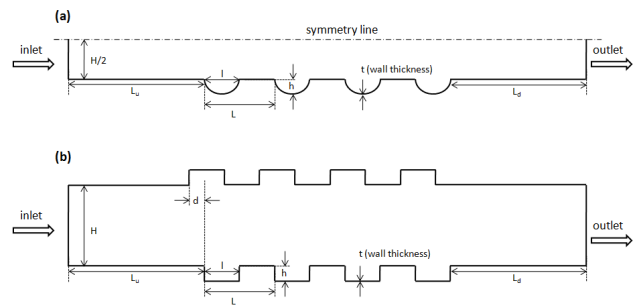 (a)
symmetry line
inlet
outlet
H/2
l
t (wall thickness)
h
Lu
L
Ld
(b)
d
inlet
H
outlet
l
t (wall thickness)
h
Lu
L
Ld